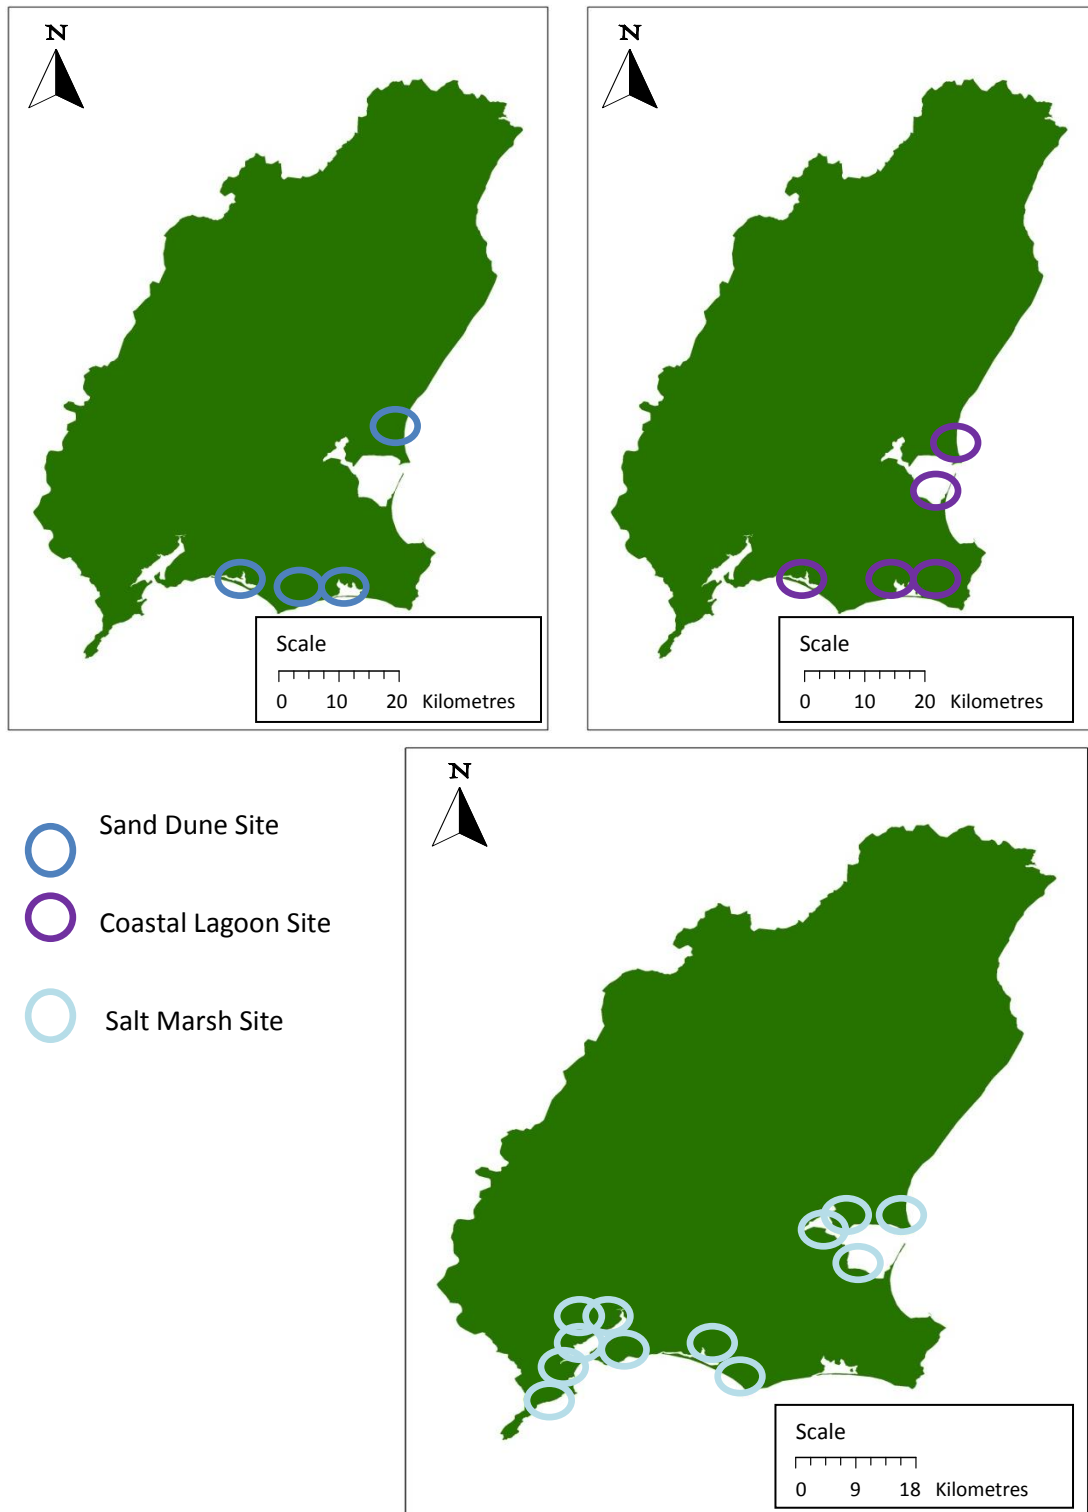 N
N
Scale
0 10 20 Kilometres
Scale
0 10 20 Kilometres
N
Sand Dune Site
Coastal Lagoon Site
Salt Marsh Site
Scale
0 9 18 Kilometres